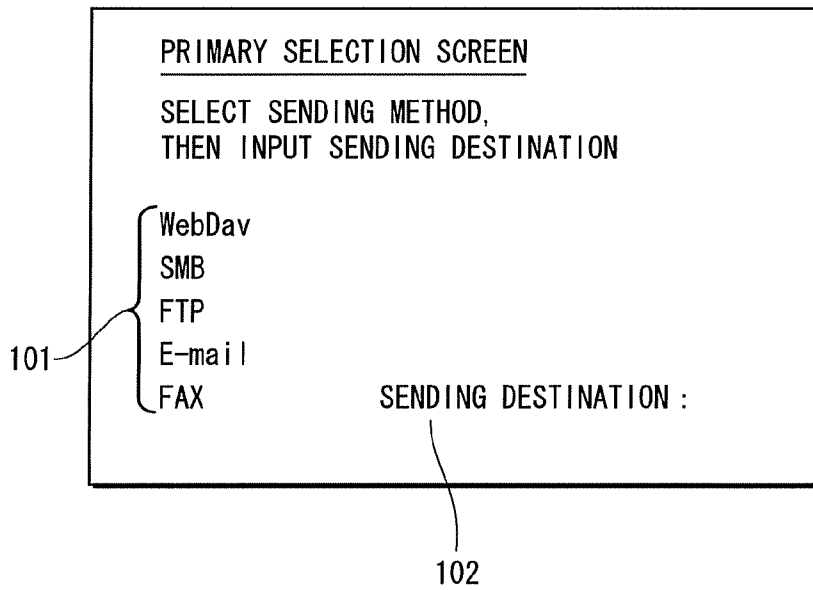 PRIMARY SELECTION SCREEN
SELECT SENDING METHOD,
THEN INPUT SENDING DESTINATION
WebDav
SMB
FTP
E-mail
101
FAX SENDING DESTINATION :
102